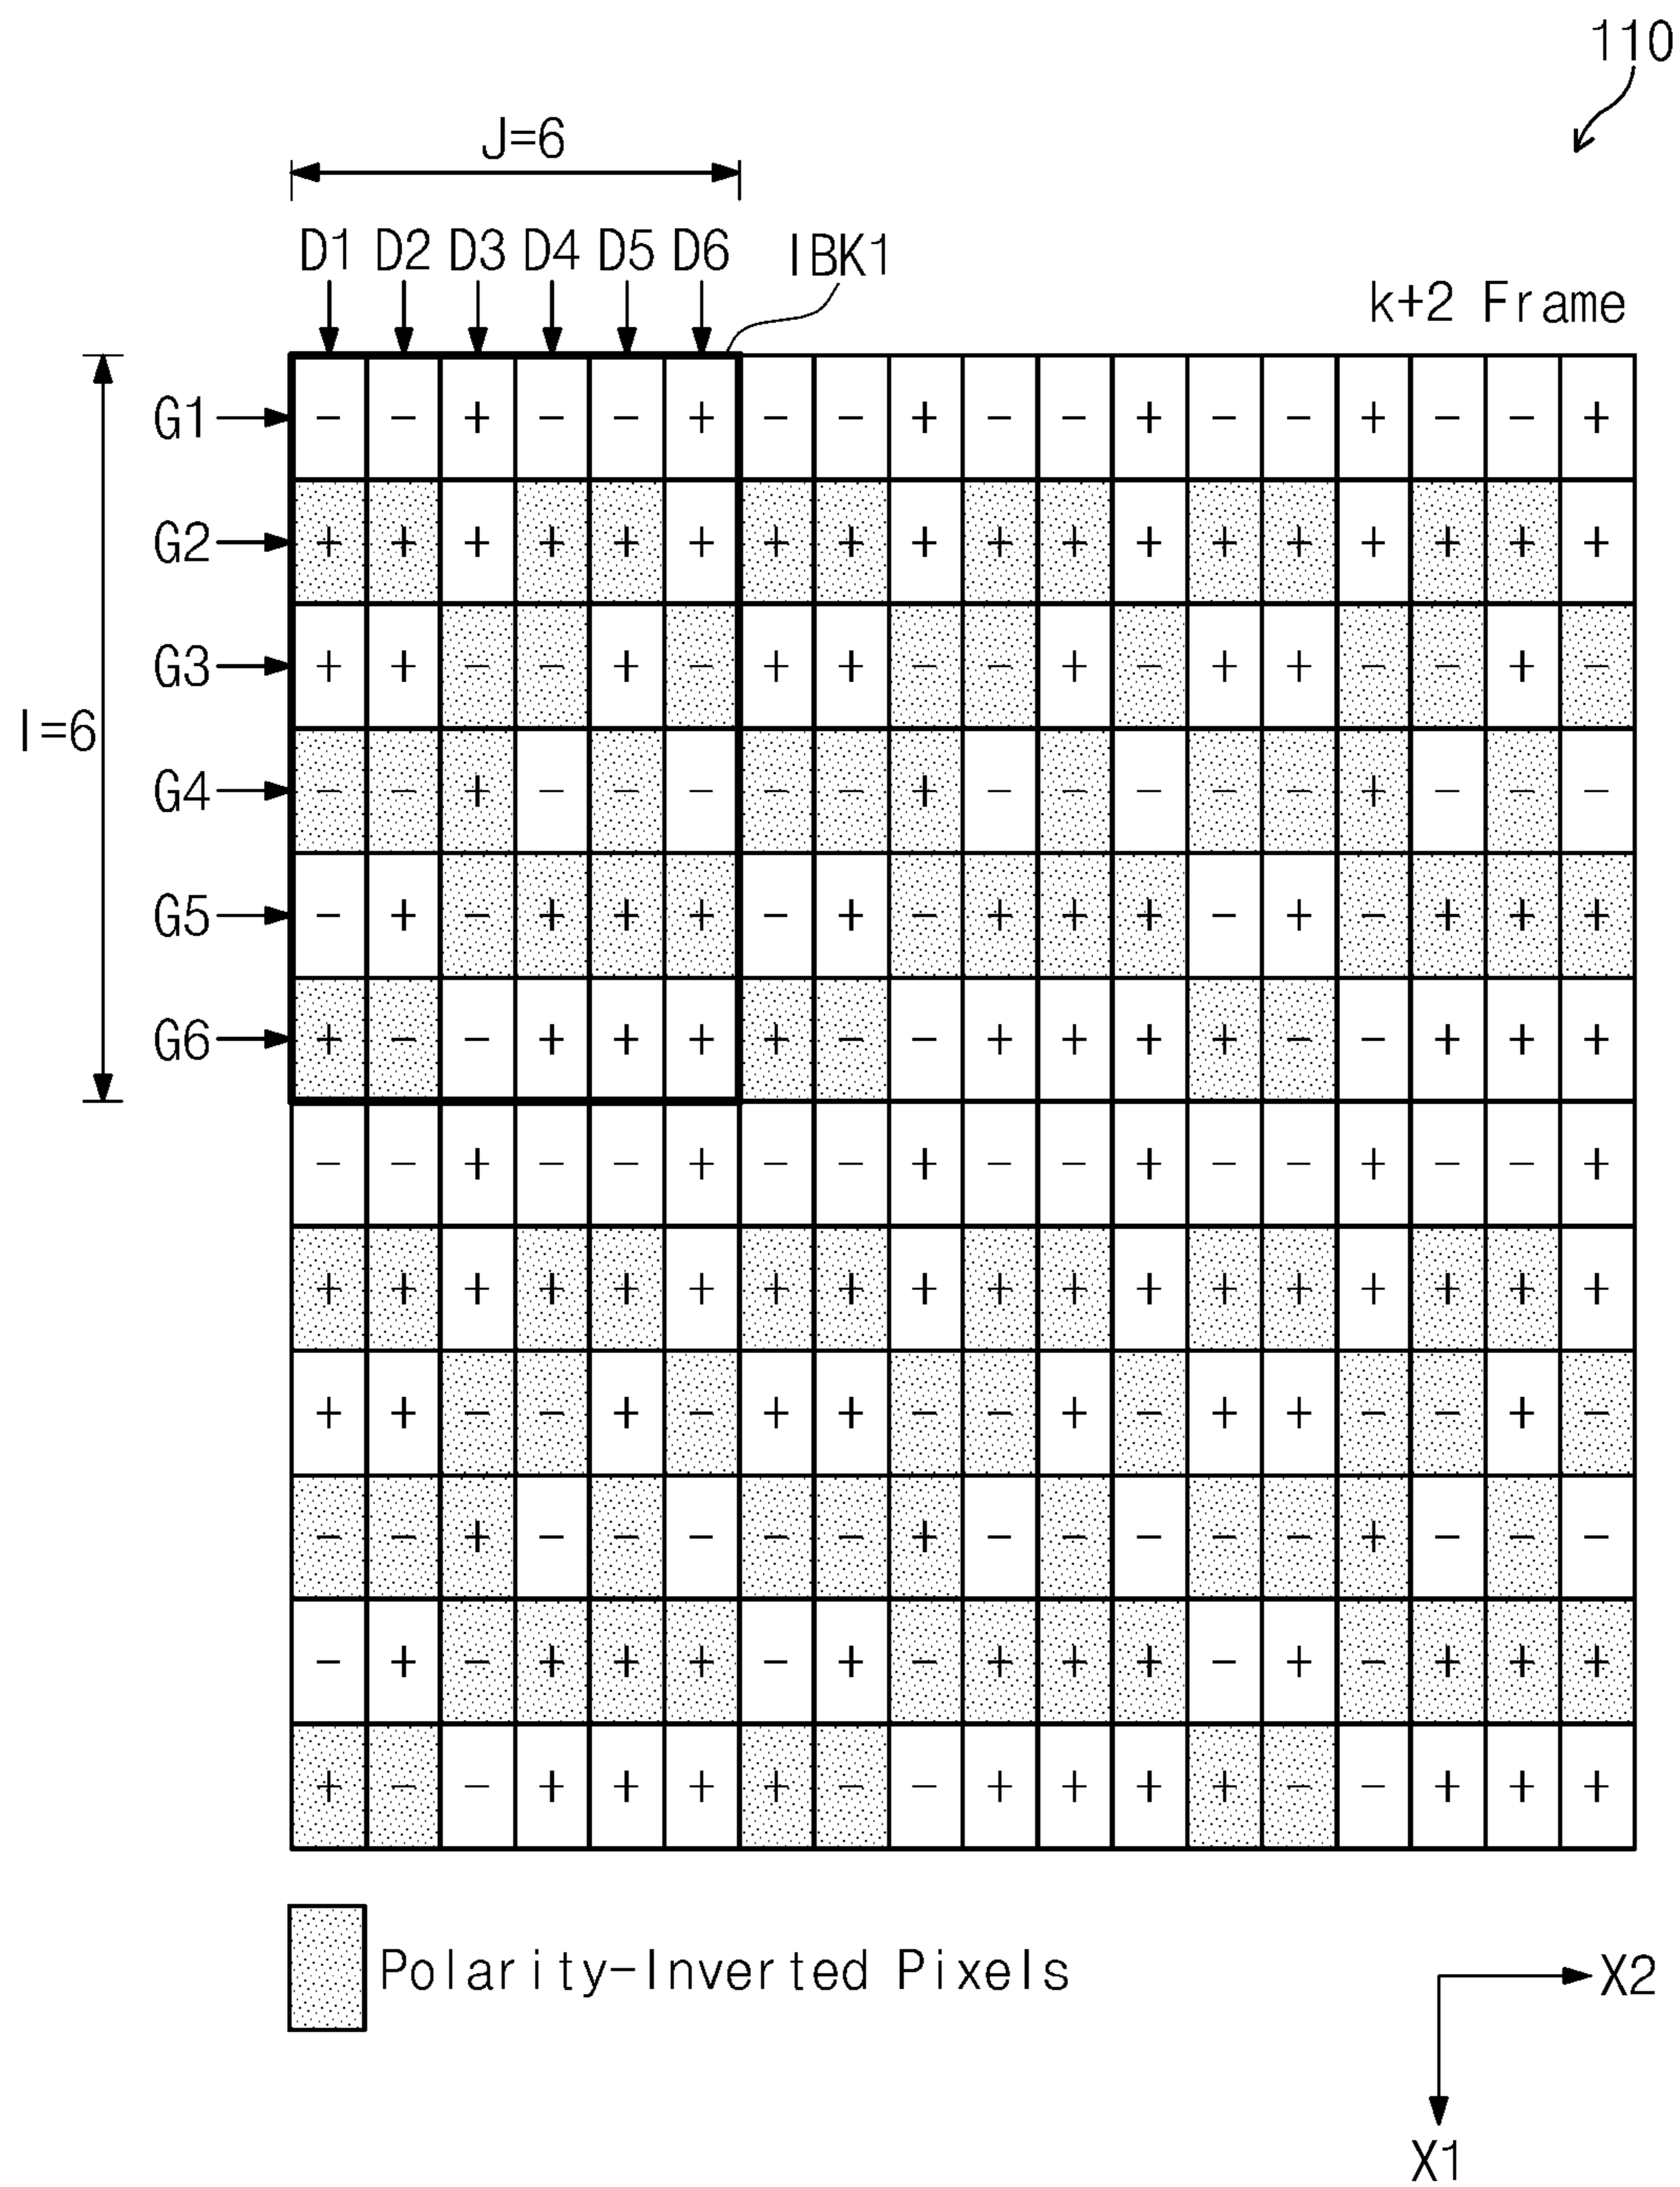 110
J=6
D1 D2 D3 D4 D5 D6 IBK1
k+2 Frame
I=6
G1 - - + - - + - - + - - + - - + - - +
G2 + + + + + + + + + + + + + + + + + +
G3 + + - - + - + + - - + - + + - - + -
G4 - - + - - - - - + - - - - - + - - -
G5 - + - + + + - + - + + + - + - + + +
G6 + - - + + + + - - + + + + - - + + +
- - + - - + - - + - - + - - + - - +
+ + + + + + + + + + + + + + + + + +
+ + - - + - + + - - + - + + - - + -
- - + - - - - - + - - - - - + - - -
- + - + + + - + - + + + - + - + + +
+ - - + + + + - - + + + + - - + + +
Polarity-Inverted Pixels
X2
X1